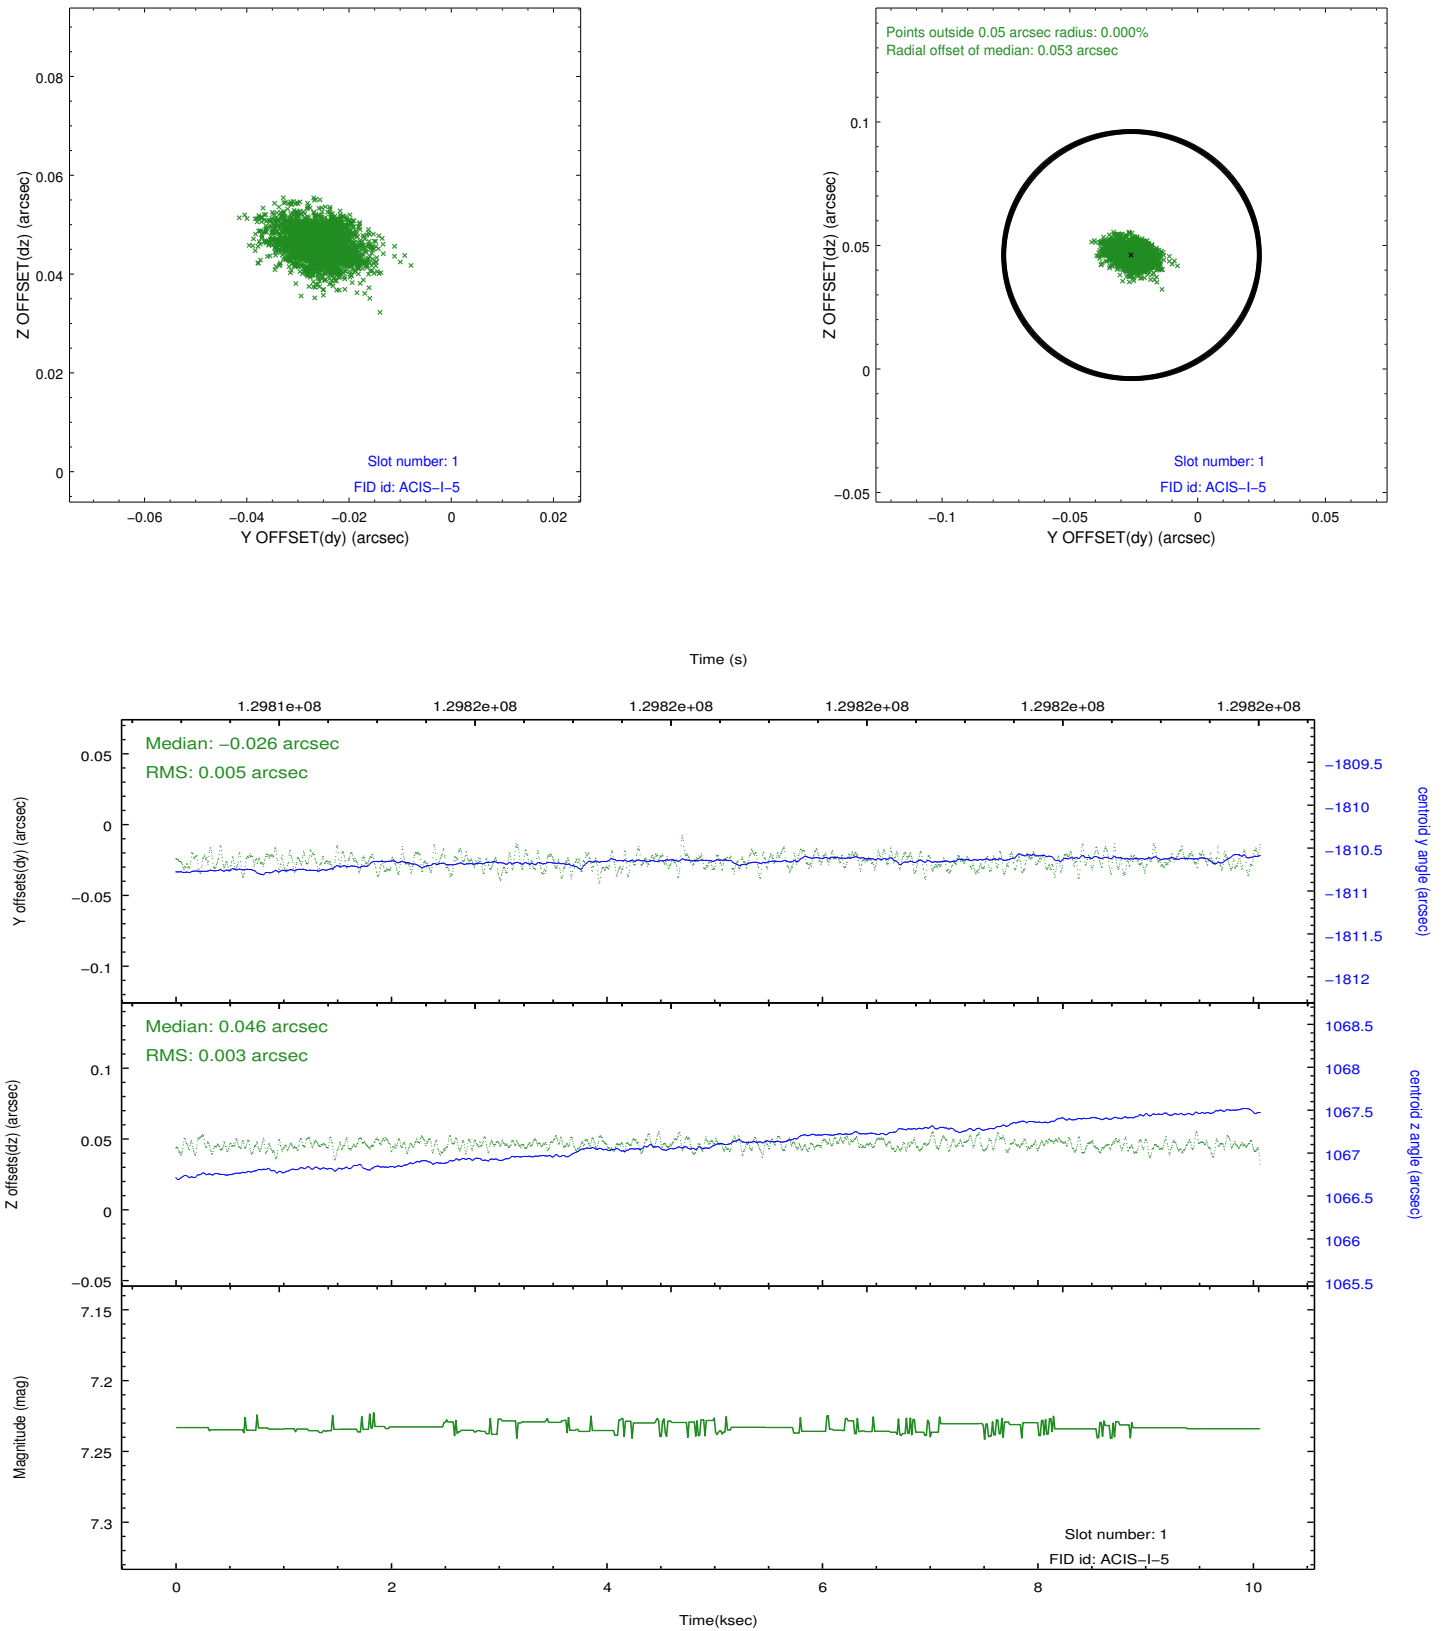 0.08
0.06
0.04
0.02
0
−0.06
−0.04
−0.02
0
0.02
Z OFFSET(dz) (arcsec)
Y OFFSET(dy) (arcsec)
Slot number: 1
FID id: ACIS−I−5
Points outside 0.05 arcsec radius: 0.000%
Radial offset of median: 0.053 arcsec
0.1
0.05
0
−0.05
−0.1
−0.05
0
0.05
Z OFFSET(dz) (arcsec)
Y OFFSET(dy) (arcsec)
Slot number: 1
FID id: ACIS−I−5
Time (s)
1.2981e+08
1.2982e+08
1.2982e+08
1.2982e+08
1.2982e+08
1.2982e+08
Median: −0.026 arcsec
RMS: 0.005 arcsec
0.05
0
−0.05
−0.1
Y offsets(dy) (arcsec)
−1809.5
−1810
−1810.5
−1811
−1811.5
−1812
centroid y angle (arcsec)
Median: 0.046 arcsec
RMS: 0.003 arcsec
0.1
0.05
0
−0.05
Z offsets(dz) (arcsec)
1068.5
1068
1067.5
1067
1066.5
1066
1065.5
centroid z angle (arcsec)
7.15
7.2
7.25
7.3
Magnitude (mag)
Slot number: 1
FID id: ACIS−I−5
0
2
4
6
8
10
Time(ksec)